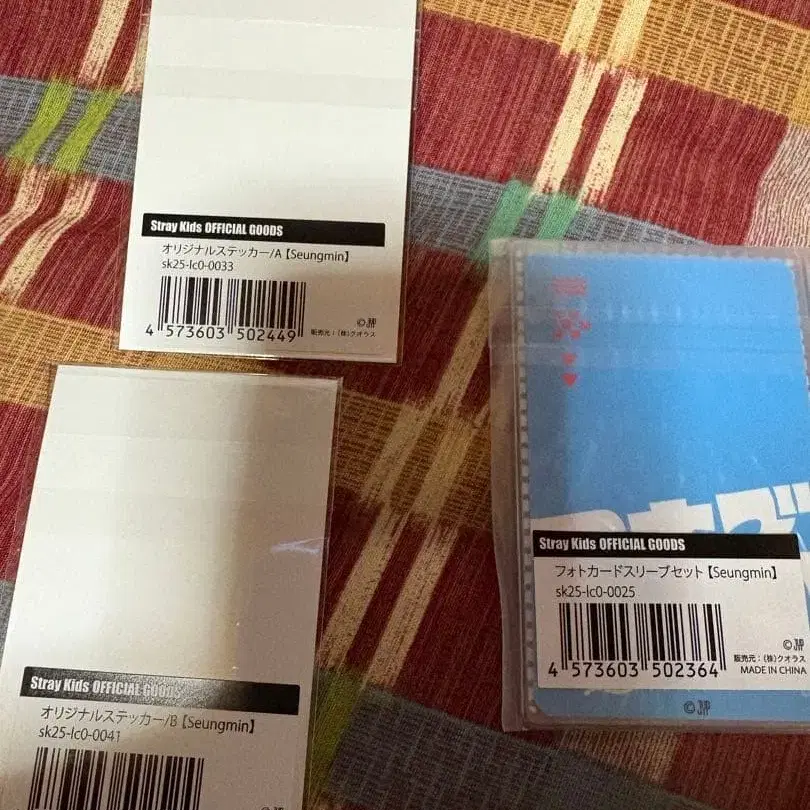 Stray Kids OFFICIAL GOODS
オリジナルステッカー/A【Seungmin】
sk25-lc0-0033
4 573603 502449
©JYP
販売元：(株)クオラス
Stray Kids OFFICIAL GOODS
フォトカードスリーブセット【Seungmin】
sk25-lc0-0025
4 573603 502364
©JYP
販売元：(株)クオラス
MADE IN CHINA
©JYP
Stray Kids OFFICIAL GOODS
オリジナルステッカー/B【Seungmin】
sk25-lc0-0041